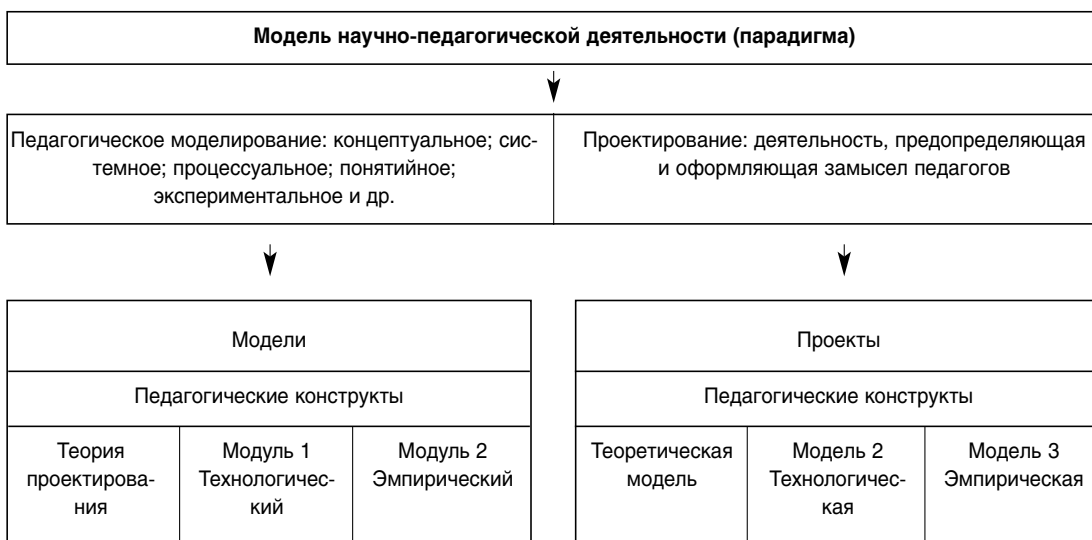 Модель научно-педагогической деятельности (парадигма)
Педагогическое моделирование: концептуальное; сис-
темное; процессуальное; понятийное;
экспериментальное и др.
Проектирование: деятельность, предопределяющая
и оформляющая замысел педагогов
Модели
Педагогические конструкты
Теория
проектирова-
ния
Модуль 1
Технологичес-
кий
Модуль 2
Эмпирический
Проекты
Педагогические конструкты
Теоретическая
модель
Модель 2
Технологичес-
кая
Модель 3
Эмпирическая